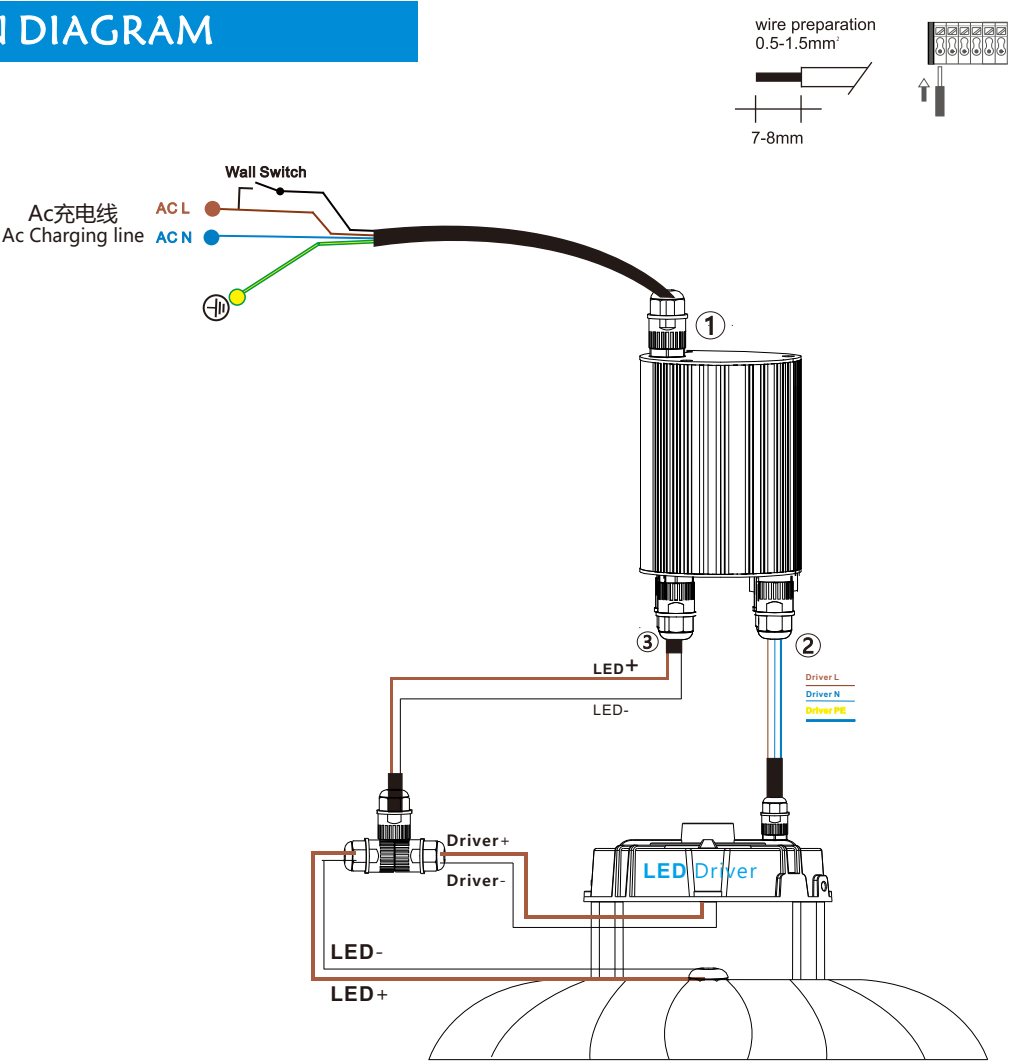 N DIAGRAM
wire preparation
0.5-1.5mm²
7-8mm
Wall Switch
Ac充电线
Ac Charging line
AC L
AC N
①
③
②
LED+
LED-
Driver L
Driver N
Driver PE
Driver+
Driver-
LED Driver
LED-
LED+